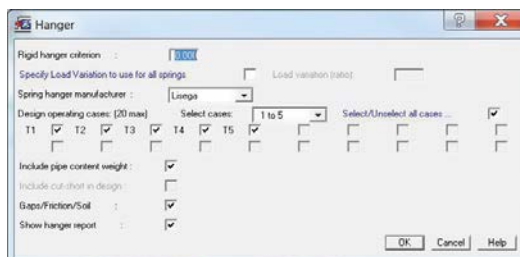 Hanger
Rigid hanger criterion :
Specify Load Variation to use for all springs Load variation (ratio):
Spring hanger manufacturer : Lisega
Design operating cases: (20 max) Select cases: 1 to 5 Select/Unselect all cases ...
T1 T2 T3 T4 T5
Include pipe content weight :
Include cut-short in design :
Gaps/Friction/Soil :
Show hanger report :
OK Cancel Help